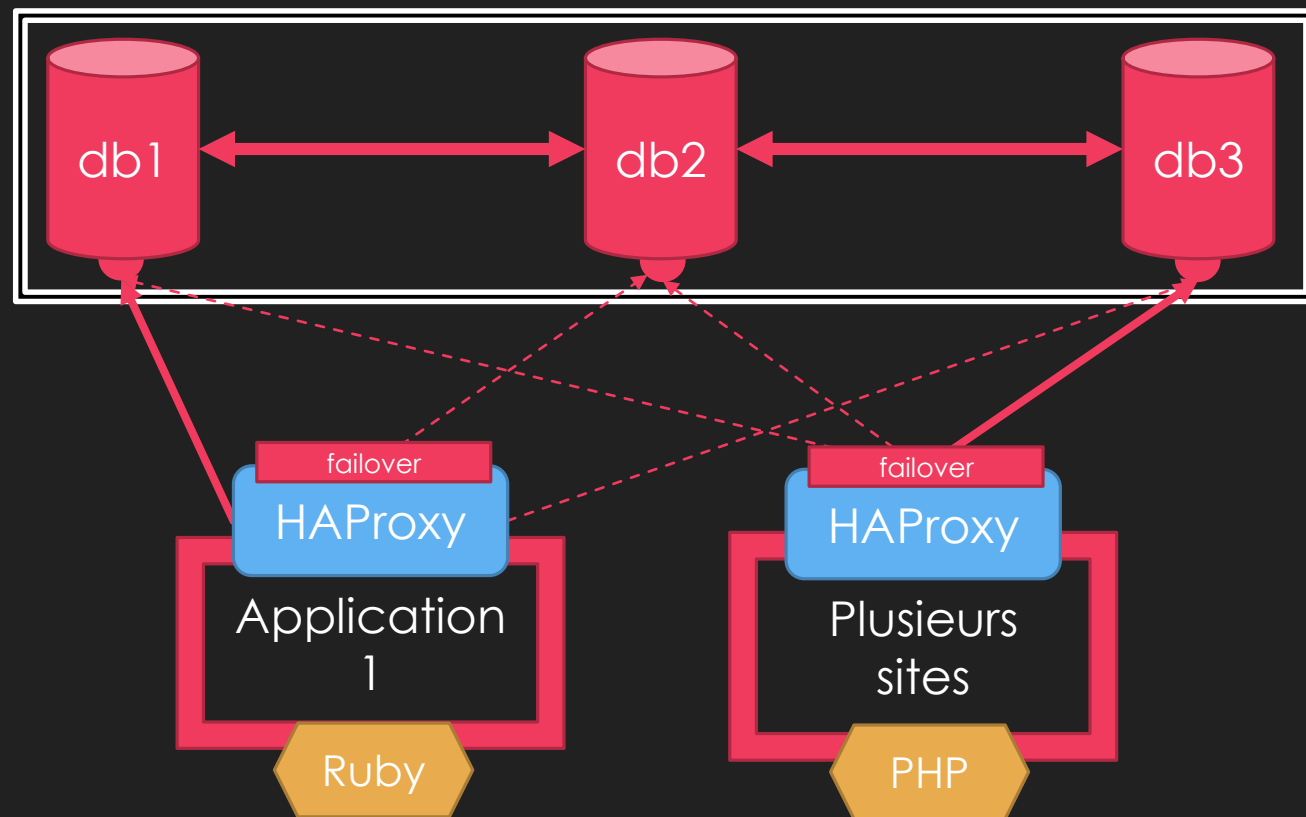 db1
db2
db3
failover
HAProxy
Application
1
Ruby
failover
HAProxy
Plusieurs
sites
PHP